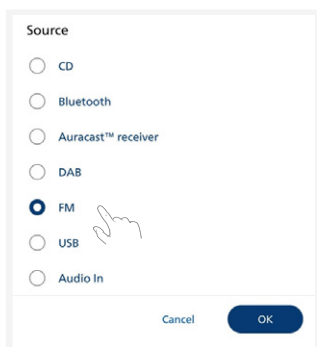 Source
CD
Bluetooth
Auracast™ receiver
DAB
FM
USB
Audio In
Cancel OK